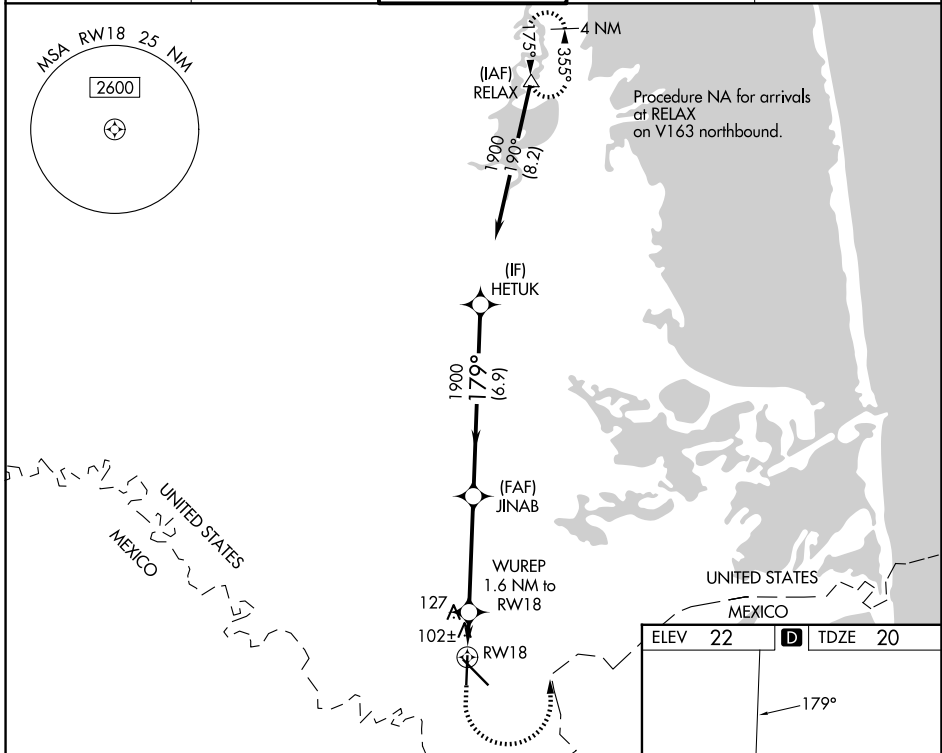 MSA RW18 25 NM
2600
4 NM
175°
355°
(IAF)
RELAX
Procedure NA for arrivals
at RELAX
on V163 northbound.
1900
190°
(8.2)
(IF)
HETUK
1900
179°
(6.9)
(FAF)
JINAB
UNITED STATES
MEXICO
WUREP
1.6 NM to
RW18
127
102±
RW18
UNITED STATES
MEXICO
ELEV 22 D TDZE 20
179°